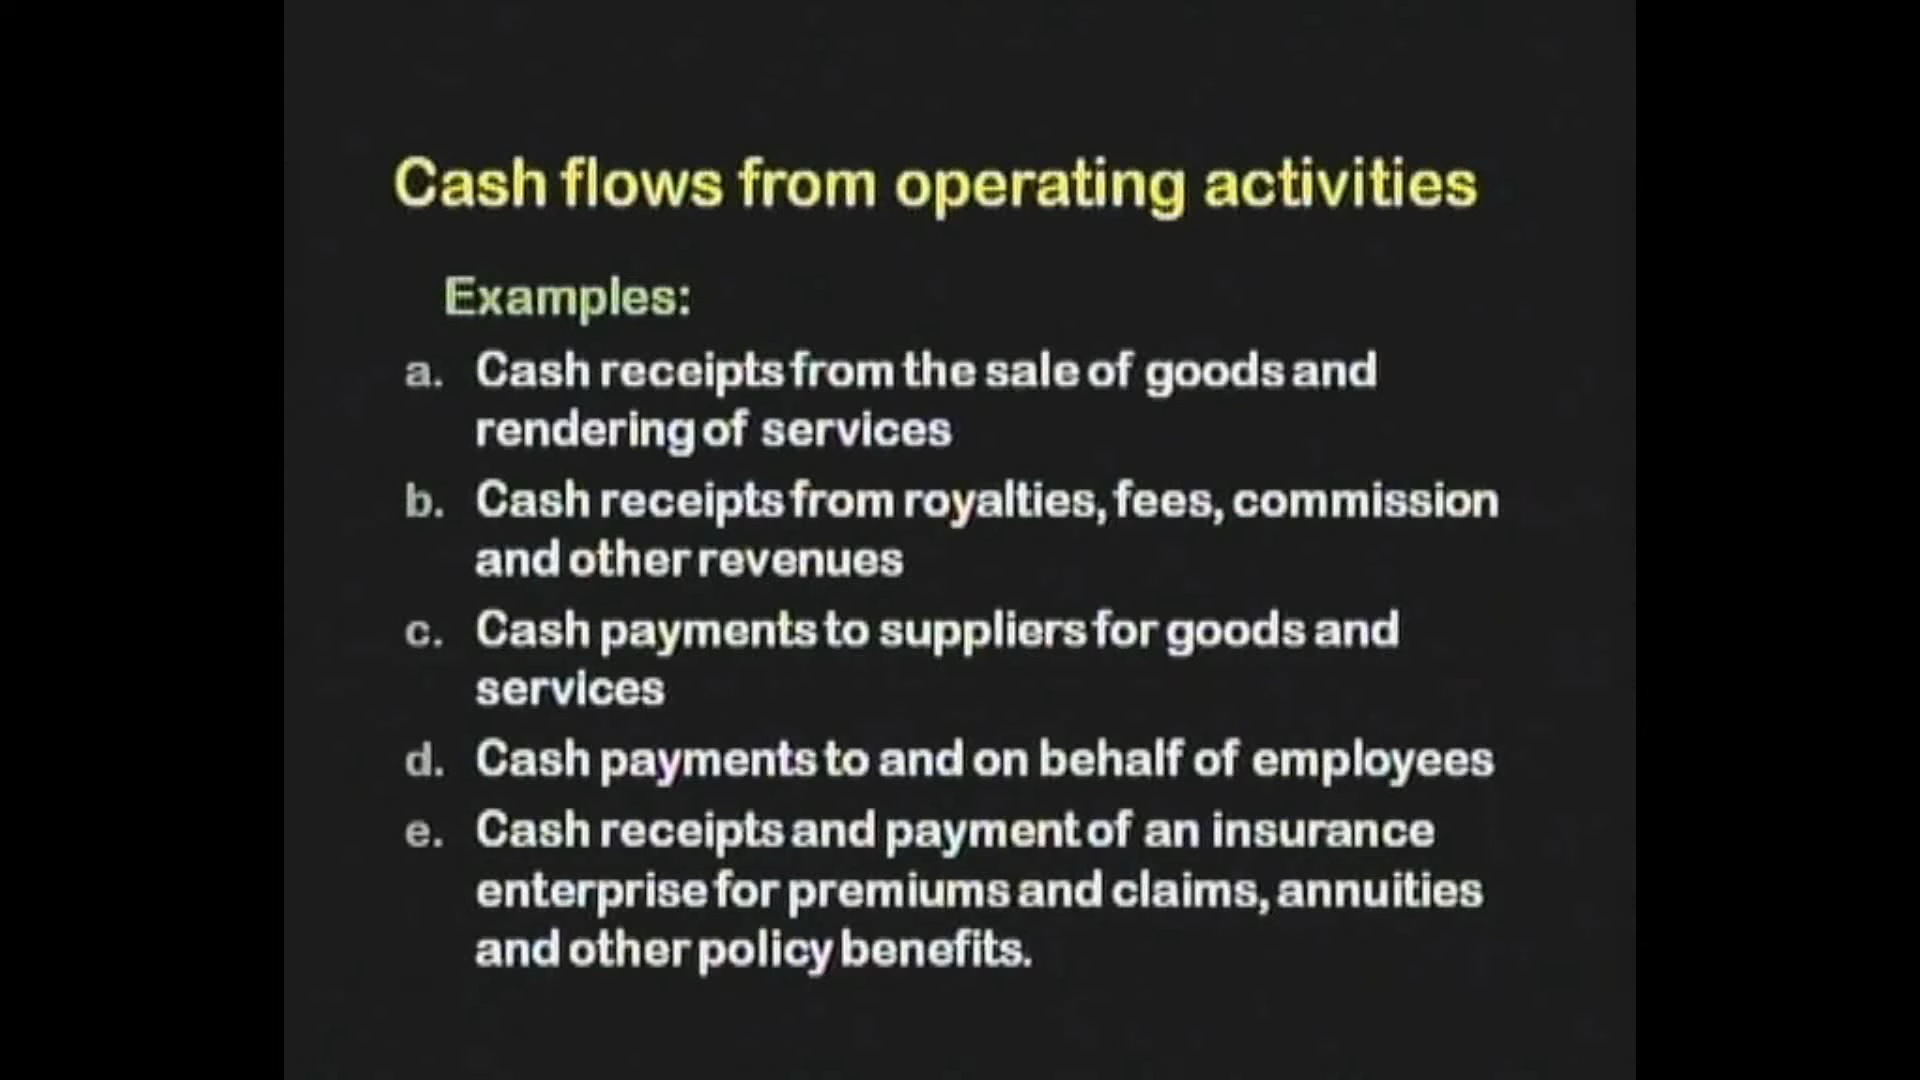 Cash flows from operating activities
Examples:
a. Cash receipts from the sale of goods and
rendering of services
b. Cash receipts from royalties, fees, commission
and other revenues
c. Cash payments to suppliers for goods and
services
d. Cash payments to and on behalf of employees
e. Cash receipts and payment of an insurance
enterprise for premiums and claims, annuities
and other policy benefits.